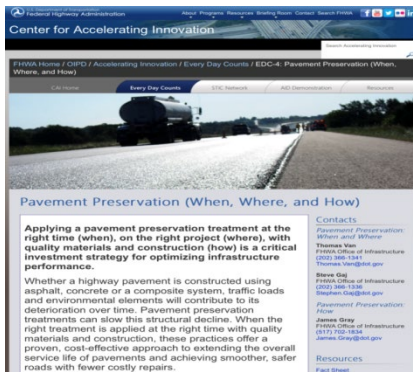 Federal Highway Administration
About Programs Resources Briefing Room Contact Search FHWA
Center for Accelerating Innovation
Search Accelerating Innovation
FHWA Home / OIPD / Accelerating Innovation / Every Day Counts / EDC-4: Pavement Preservation (When,
Where, and How)
CAI Home Every Day Counts STIC Network AID Demonstration Resources
Pavement Preservation (When, Where, and How)
Applying a pavement preservation treatment at the
right time (when), on the right project (where), with
quality materials and construction (how) is a critical
investment strategy for optimizing infrastructure
performance.
Whether a highway pavement is constructed using
asphalt, concrete or a composite system, traffic loads
and environmental elements will contribute to its
deterioration over time. Pavement preservation
treatments can slow this structural decline. When the
right treatment is applied at the right time with quality
materials and construction, these practices offer a
proven, cost-effective approach to extending the overall
service life of pavements and achieving smoother, safer
roads with fewer costly repairs.
Contacts
Pavement Preservation:
When and Where
Thomas Van
FHWA Office of Infrastructure
(202) 366-1341
Thomas.Van@dot.gov
Steve Gaj
FHWA Office of Infrastructure
(202) 366-1336
Stephen.Gaj@dot.gov
Pavement Preservation:
How
James Gray
FHWA Office of Infrastructure
(517) 702-1834
James.Gray@dot.gov
Resources
Fact Sheet